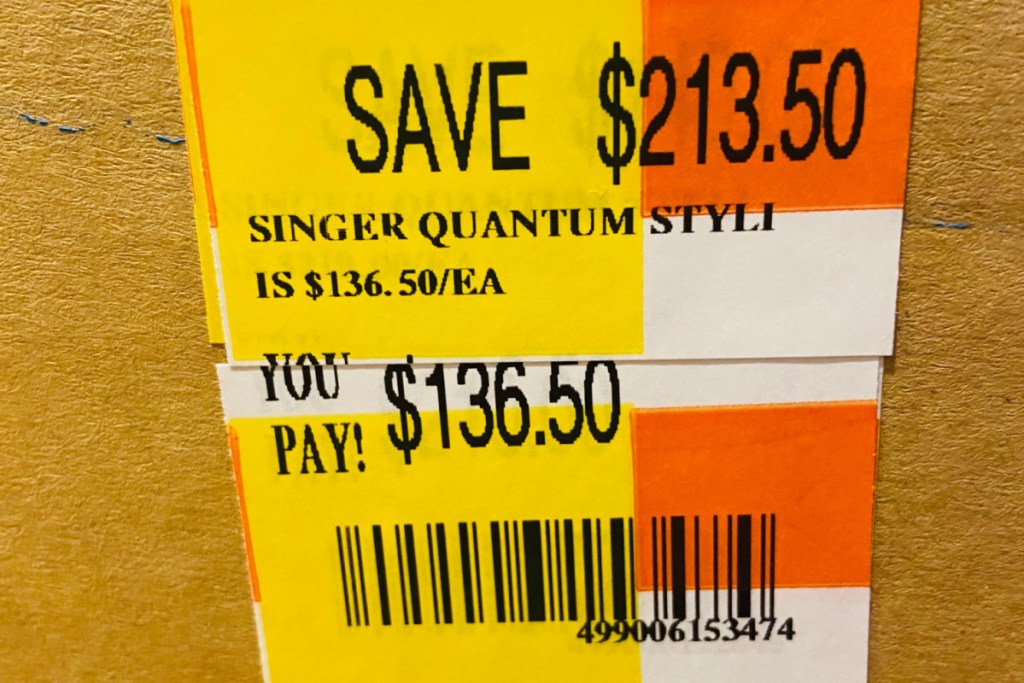 SAVE $213.50
SINGER QUANTUM STYLI
IS $136.50/EA
YOU
PAY! $136.50
499006153474